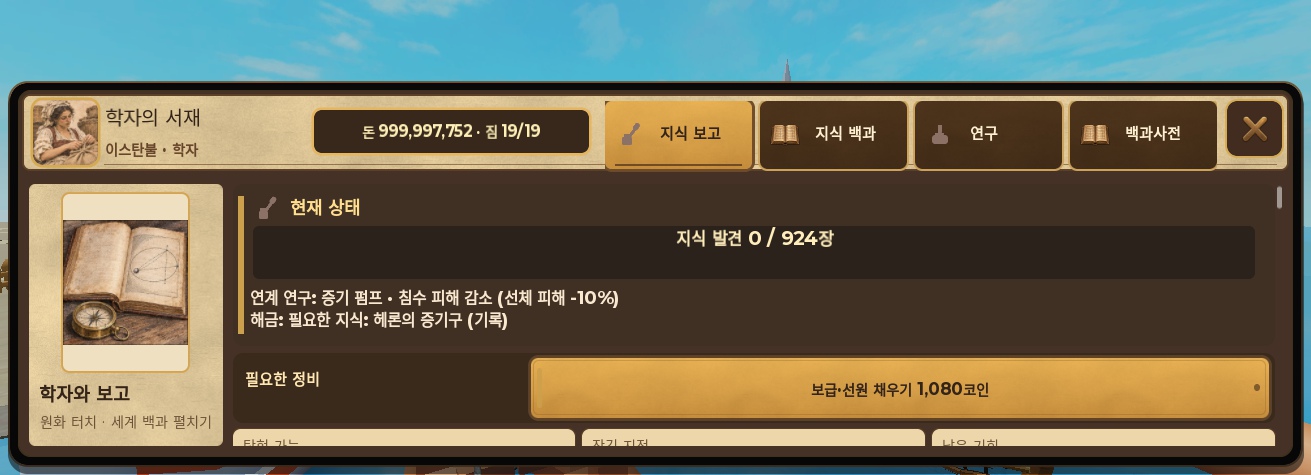 학자의 서재
이스탄불 • 학자
돈 999,997,752 · 짐 19/19
지식 보고
지식 백과
연구
백과사전
현재 상태
지식 발견 0 / 924장
연계 연구: 증기 펌프 • 침수 피해 감소 (선체 피해 -10%)
해금: 필요한 지식: 헤론의 증기구 (기록)
학자와 보고
원화 터치 · 세계 백과 펼치기
필요한 정비
보급·선원 채우기 1,080코인